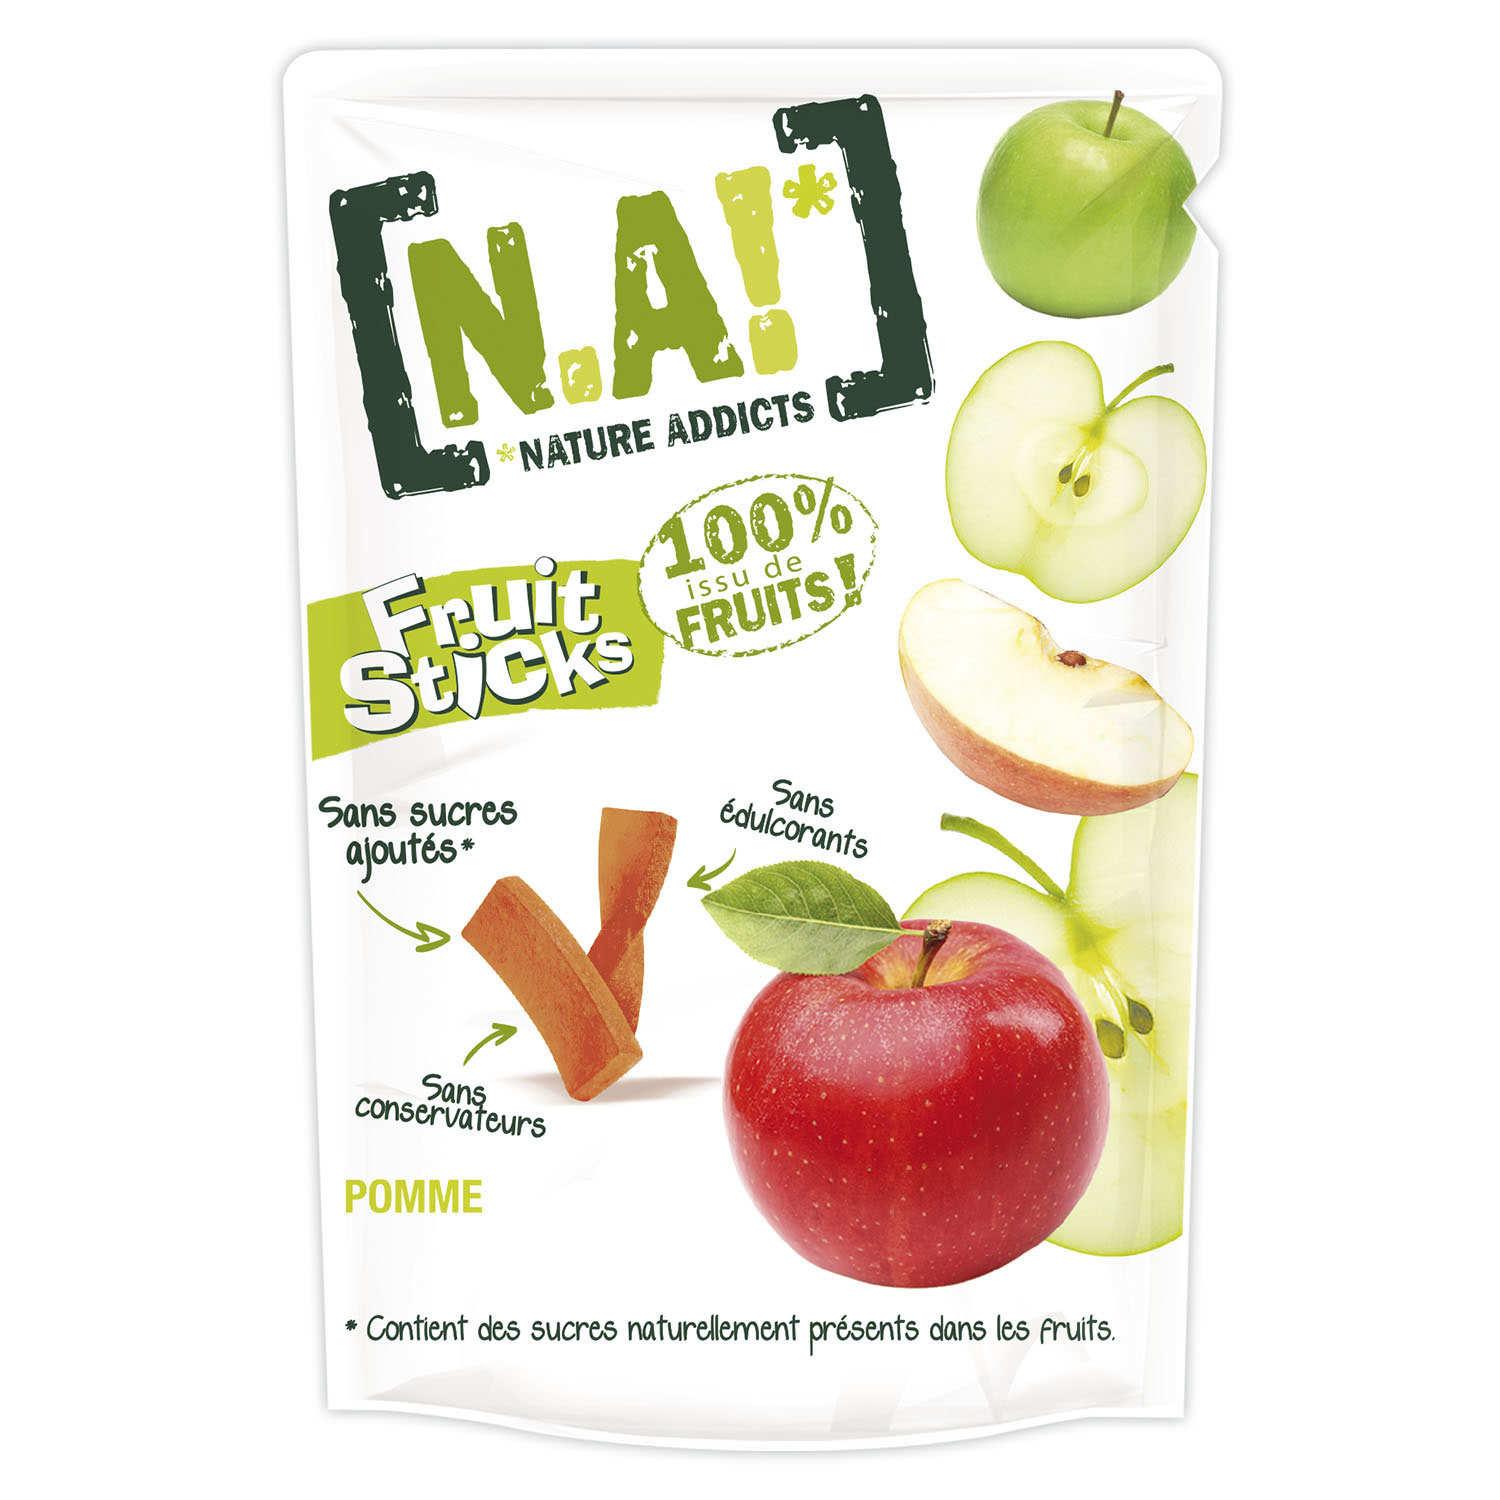 [N.A!*]
*NATURE ADDICTS
100%
issu de
FRUITS!
Fruit
Sticks
Sans sucres
ajoutés*
Sans
édulcorants
Sans
conservateurs
POMME
* Contient des sucres naturellement présents dans les fruits.